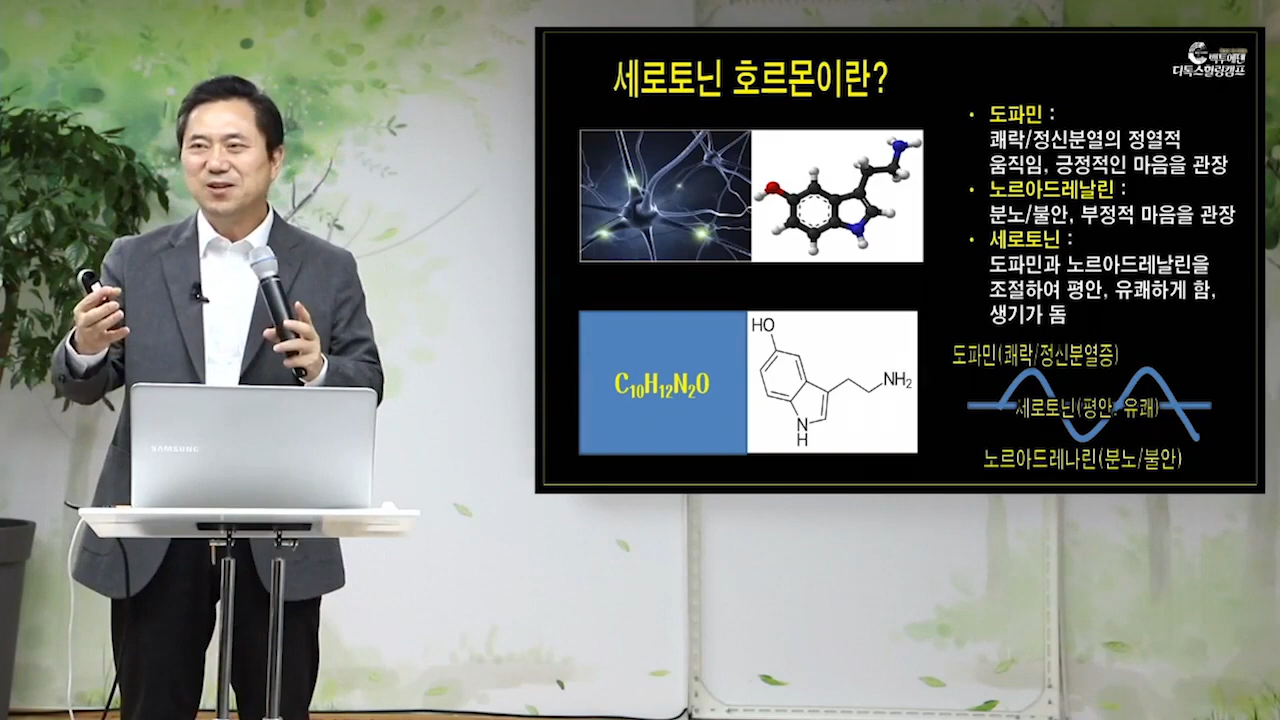 세로토닌 호르몬이란?
백투에덴
디톡스힐링캠프
• 도파민 :
쾌락/정신분열의 정열적
움직임, 긍정적인 마음을 관장
• 노르아드레날린 :
분노/불안, 부정적 마음을 관장
• 세로토닌 :
도파민과 노르아드레날린을
조절하여 평안, 유쾌하게 함,
생기가 돔
C10H12N2O
HO
NH2
N
H
도파민(쾌락/정신분열증)
세로토닌(평안. 유쾌)
노르아드레나린(분노/불안)
SAMSUNG